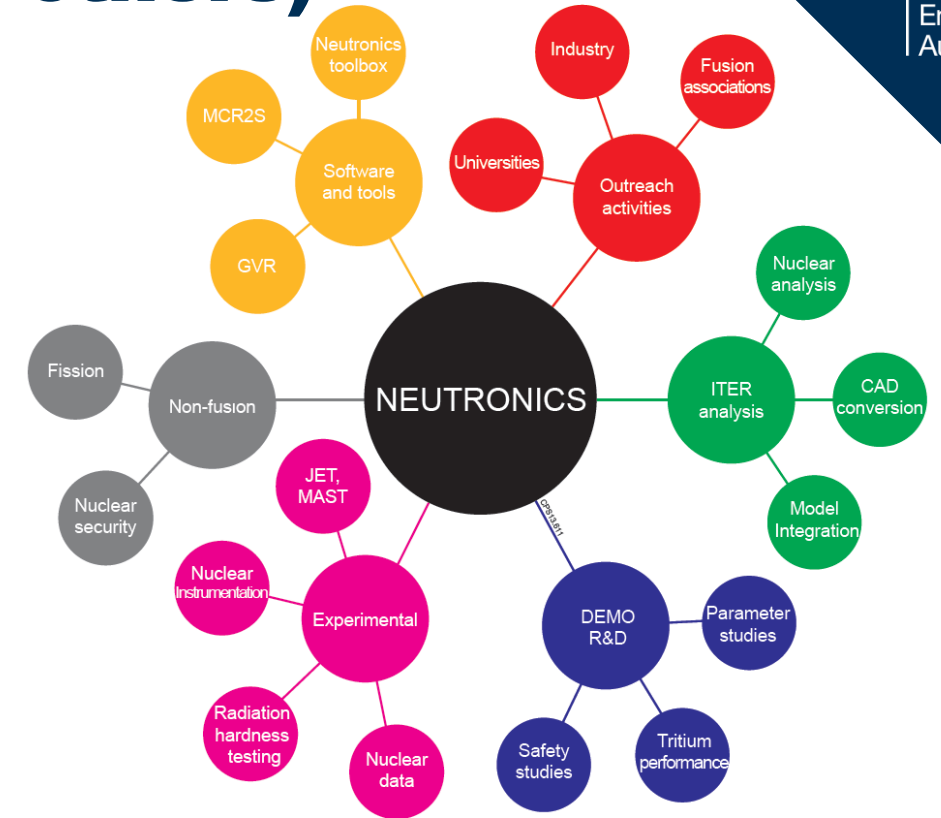 Neutronics
toolbox
MCR2S
Software
and tools
GVR
Industry
Fusion
associations
Universities
Outreach
activities
Nuclear
analysis
ITER
analysis
CAD
conversion
Model
Integration
NEUTRONICS
Fission
Non-fusion
Nuclear
security
JET,
MAST
Nuclear
Instrumentation
Experimental
Radiation
hardness
testing
Nuclear
data
CPS13.611
DEMO
R&D
Parameter
studies
Safety
studies
Tritium
performance